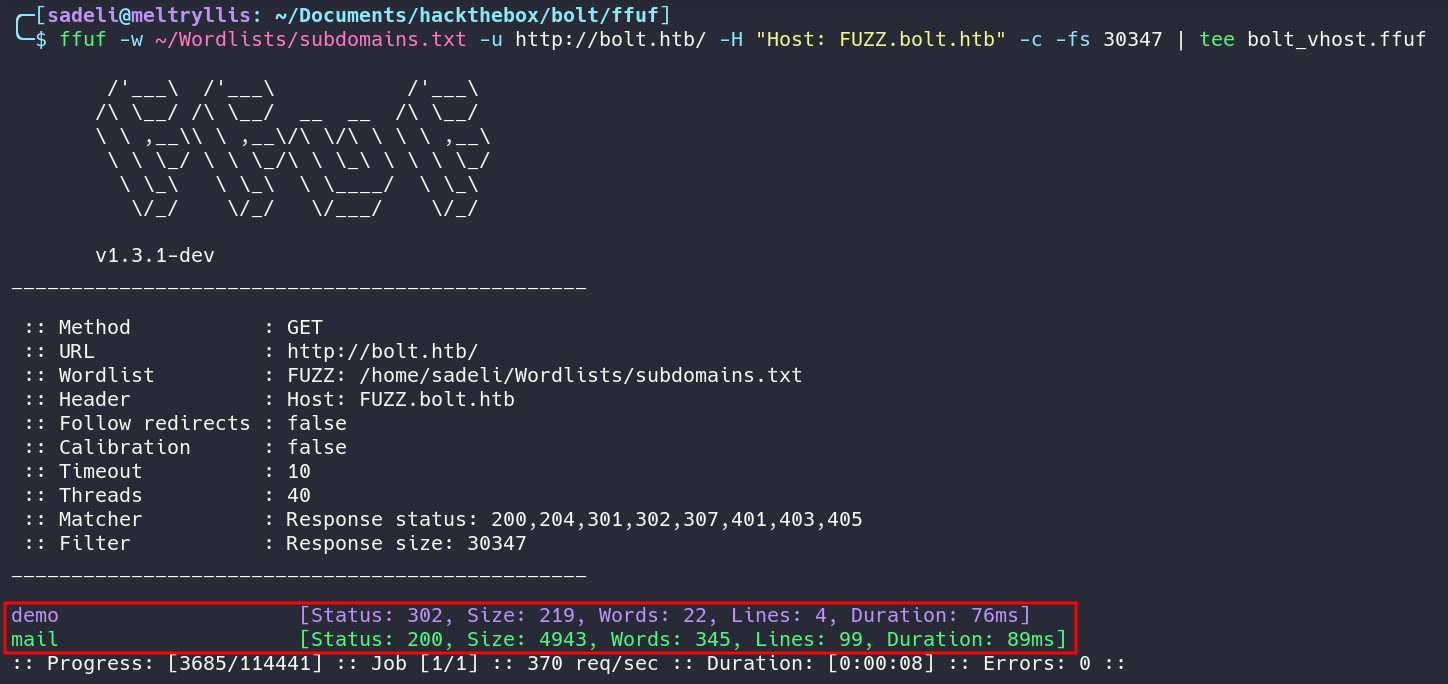 [sadeli@meltryllis: ~/Documents/hackthebox/bolt/ffuf]
$ ffuf -w ~/Wordlists/subdomains.txt -u http://bolt.htb/ -H "Host: FUZZ.bolt.htb" -c -fs 30347 | tee bolt_vhost.ffuf
        /'___\  /'___\           /'___\
       /\ \__/ /\ \__/  __  __  /\ \__/
       \ \ ,__\\ \ ,__\/\ \/\ \ \ \ ,__\
        \ \ \_/ \ \ \_/\ \ \_\ \ \ \ \_/
         \ \_\   \ \_\  \ \____/  \ \_\
          \/_/    \/_/   \/___/    \/_/
v1.3.1-dev
________________________________________________
:: Method           : GET
:: URL              : http://bolt.htb/
:: Wordlist         : FUZZ: /home/sadeli/Wordlists/subdomains.txt
:: Header           : Host: FUZZ.bolt.htb
:: Follow redirects : false
:: Calibration      : false
:: Timeout          : 10
:: Threads          : 40
:: Matcher          : Response status: 200,204,301,302,307,401,403,405
:: Filter           : Response size: 30347
________________________________________________
demo                    [Status: 302, Size: 219, Words: 22, Lines: 4, Duration: 76ms]
mail                    [Status: 200, Size: 4943, Words: 345, Lines: 99, Duration: 89ms]
:: Progress: [3685/114441] :: Job [1/1] :: 370 req/sec :: Duration: [0:00:08] :: Errors: 0 ::